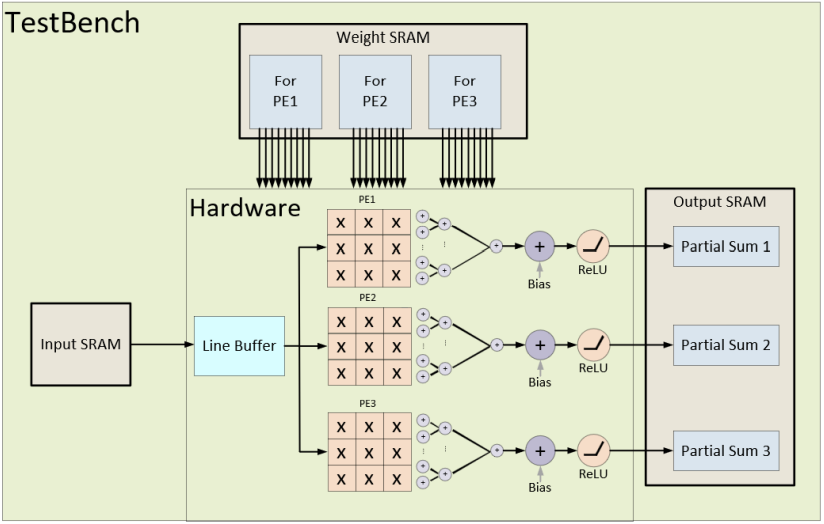 TestBench
Weight SRAM
For
PE1
For
PE2
For
PE3
Hardware
Output SRAM
PE1
X X X
X X X
X X X
+
+
+
+
+
+
+
+
Bias
ReLU
Partial Sum 1
Input SRAM
Line Buffer
PE2
X X X
X X X
X X X
+
+
+
+
+
+
+
+
Bias
ReLU
Partial Sum 2
PE3
X X X
X X X
X X X
+
+
+
+
+
+
+
+
Bias
ReLU
Partial Sum 3